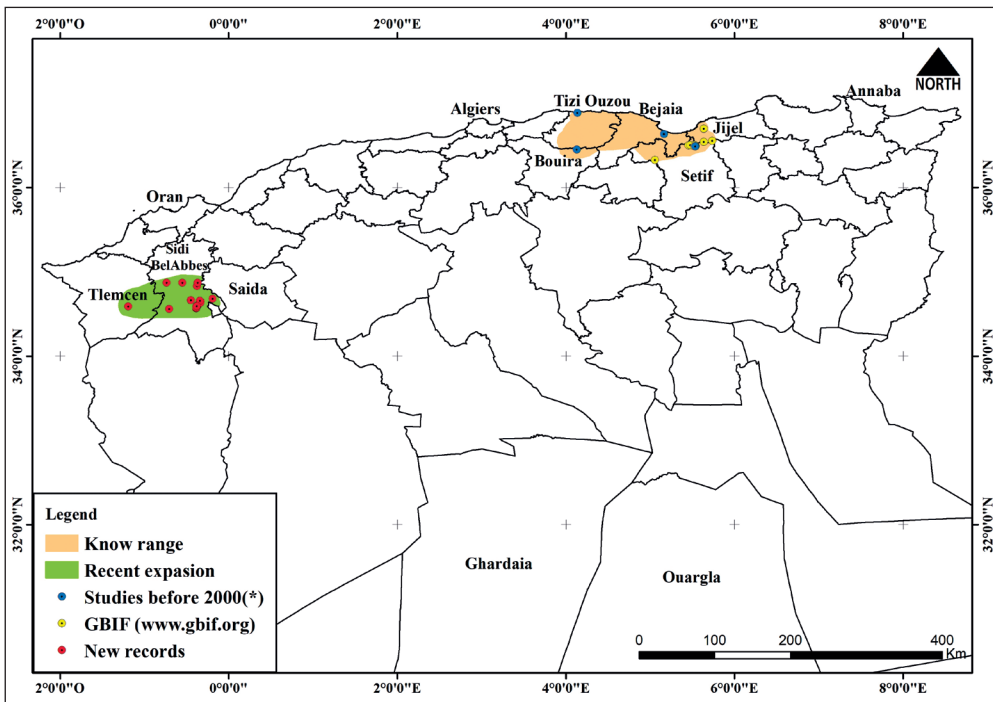 2°0'0"O 0°0'0" 2°0'0"E 4°0'0"E 6°0'0"E 8°0'0"E
NORTH
Annaba
Tizi Ouzou
Bejaia
Algiers
Jijel
Bouira
Setif
36°0'0"N
36°0'0"N
Oran
Sidi
BelAbbes
Saida
Tlemcen
34°0'0"N
34°0'0"N
32°0'0"N
32°0'0"N
Legend
Know range
Recent expasion
Studies before 2000(*)
GBIF (www.gbif.org)
New records
Ghardaia
Ouargla
0 100 200 400
Km
2°0'0"O 0°0'0" 2°0'0"E 4°0'0"E 6°0'0"E 8°0'0"E